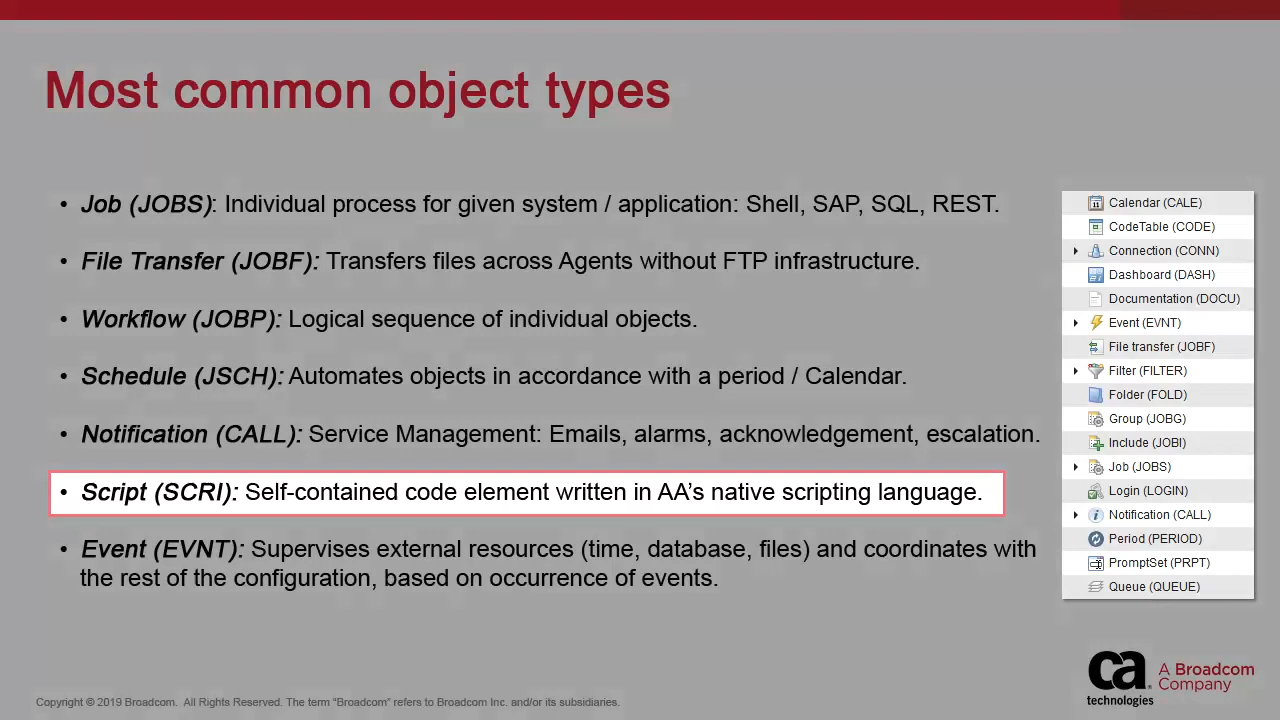 Most common object types
• Job (JOBS): Individual process for given system / application: Shell, SAP, SQL, REST.
• File Transfer (JOBF): Transfers files across Agents without FTP infrastructure.
• Workflow (JOBP): Logical sequence of individual objects.
• Schedule (JSCH): Automates objects in accordance with a period / Calendar.
• Notification (CALL): Service Management: Emails, alarms, acknowledgement, escalation.
• Script (SCRI): Self-contained code element written in AA’s native scripting language.
• Event (EVNT): Supervises external resources (time, database, files) and coordinates with
the rest of the configuration, based on occurrence of events.
Calendar (CALE)
CodeTable (CODE)
Connection (CONN)
Dashboard (DASH)
Documentation (DOCU)
Event (EVNT)
File transfer (JOBF)
Filter (FILTER)
Folder (FOLD)
Group (JOBG)
Include (JOBI)
Job (JOBS)
Login (LOGIN)
Notification (CALL)
Period (PERIOD)
PromptSet (PRPT)
Queue (QUEUE)
ca
technologies
A Broadcom
Company
Copyright © 2019 Broadcom. All Rights Reserved. The term “Broadcom” refers to Broadcom Inc. and/or its subsidiaries.